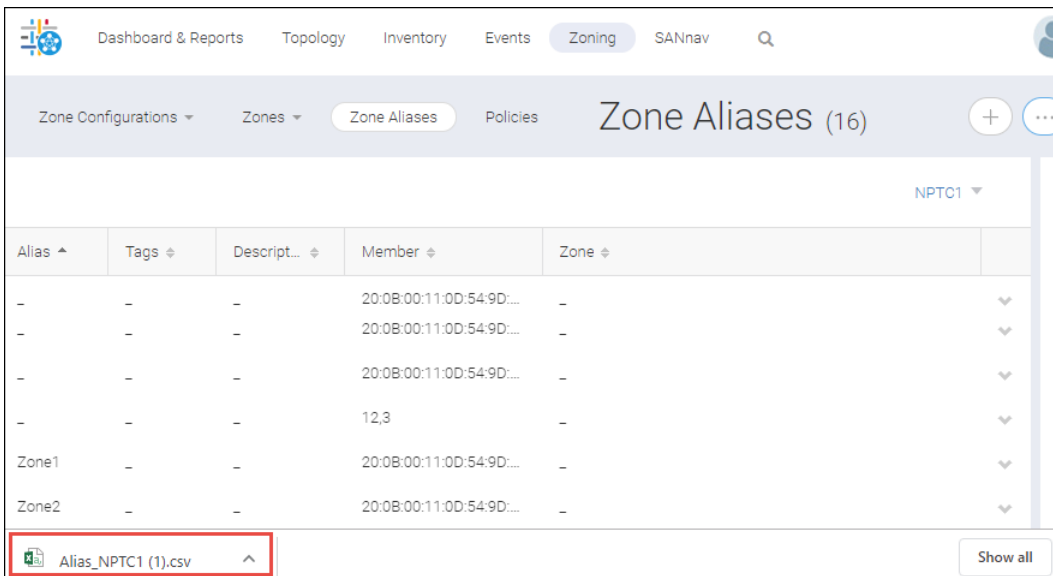 Dashboard & Reports Topology Inventory Events Zoning SANnav
Zone Configurations Zones Zone Aliases Policies Zone Aliases (16)
NPTC1
Alias Tags Descript... Member Zone
_ _ _ 20:0B:00:11:0D:54:9D:... _
_ _ _ 20:0B:00:11:0D:54:9D:... _
_ _ _ 20:0B:00:11:0D:54:9D:... _
_ _ _ 12,3 _
Zone1 _ _ 20:0B:00:11:0D:54:9D:... _
Zone2 _ _ 20:0B:00:11:0D:54:9D:... _
Alias_NPTC1 (1).csv Show all